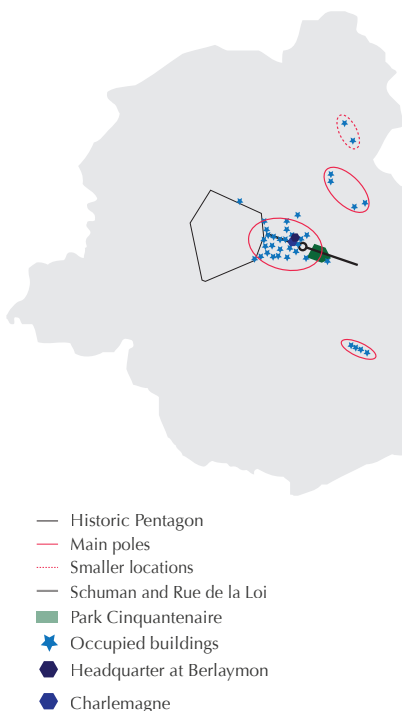 Historic Pentagon
Main poles
Smaller locations
Schuman and Rue de la Loi
Park Cinquantenaire
Occupied buildings
Headquarter at Berlaymon
Charlemagne